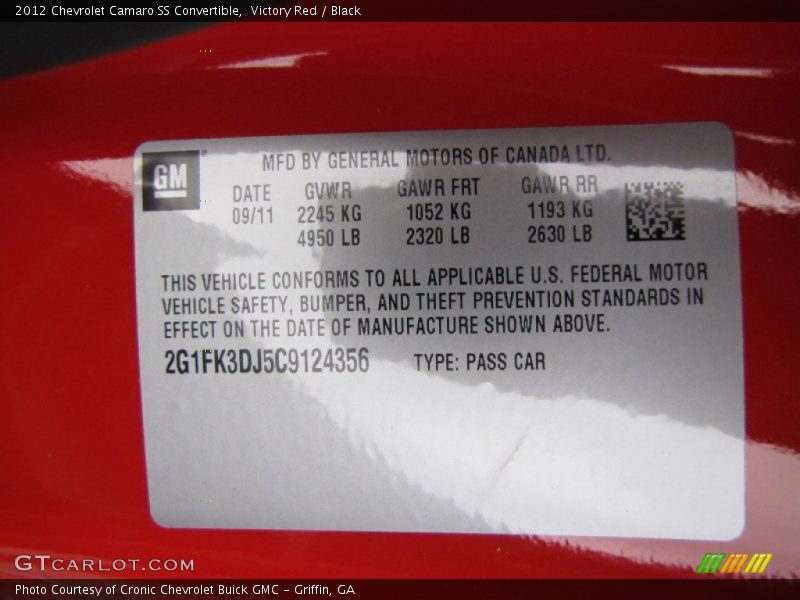 2012 Chevrolet Camaro SS Convertible, Victory Red / Black
GM
MFD BY GENERAL MOTORS OF CANADA LTD.
DATE GVWR GAWR FRT GAWR RR
09/11 2245 KG 1052 KG 1193 KG
4950 LB 2320 LB 2630 LB
THIS VEHICLE CONFORMS TO ALL APPLICABLE U.S. FEDERAL MOTOR
VEHICLE SAFETY, BUMPER, AND THEFT PREVENTION STANDARDS IN
EFFECT ON THE DATE OF MANUFACTURE SHOWN ABOVE.
2G1FK3DJ5C9124356 TYPE: PASS CAR
GTCARLOT.COM
Photo Courtesy of Cronic Chevrolet Buick GMC - Griffin, GA